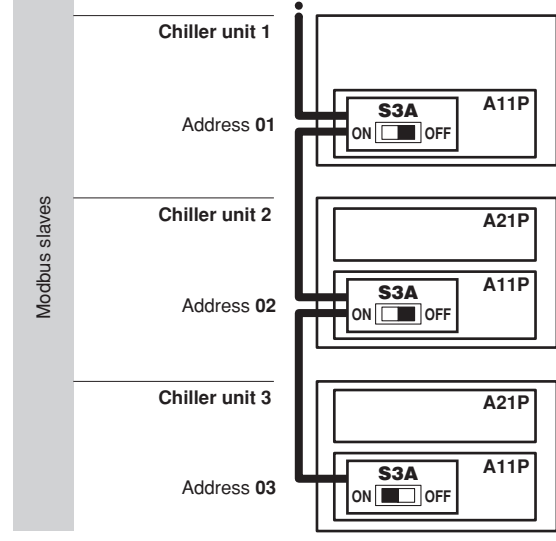 Modbus slaves
Chiller unit 1
Address 01
S3A
ON OFF
A11P
Chiller unit 2
Address 02
A21P
S3A
ON OFF
A11P
Chiller unit 3
Address 03
A21P
S3A
ON OFF
A11P